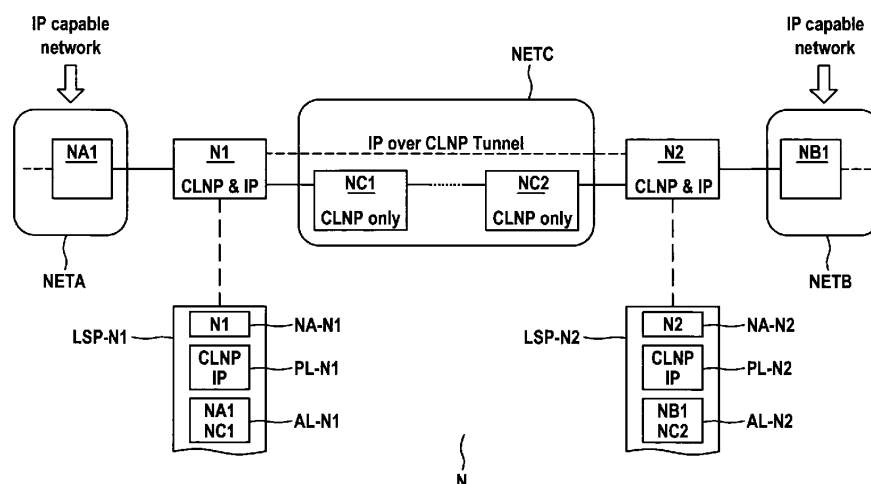 IP capable
network
NETC
IP capable
network
NA1
N1
CLNP & IP
IP over CLNP Tunnel
NC1
CLNP only
NC2
CLNP only
N2
CLNP & IP
NB1
NETA
NETB
LSP-N1
N1
NA-N1
CLNP
IP
PL-N1
NA1
NC1
AL-N1
LSP-N2
N2
NA-N2
CLNP
IP
PL-N2
NB1
NC2
AL-N2
N